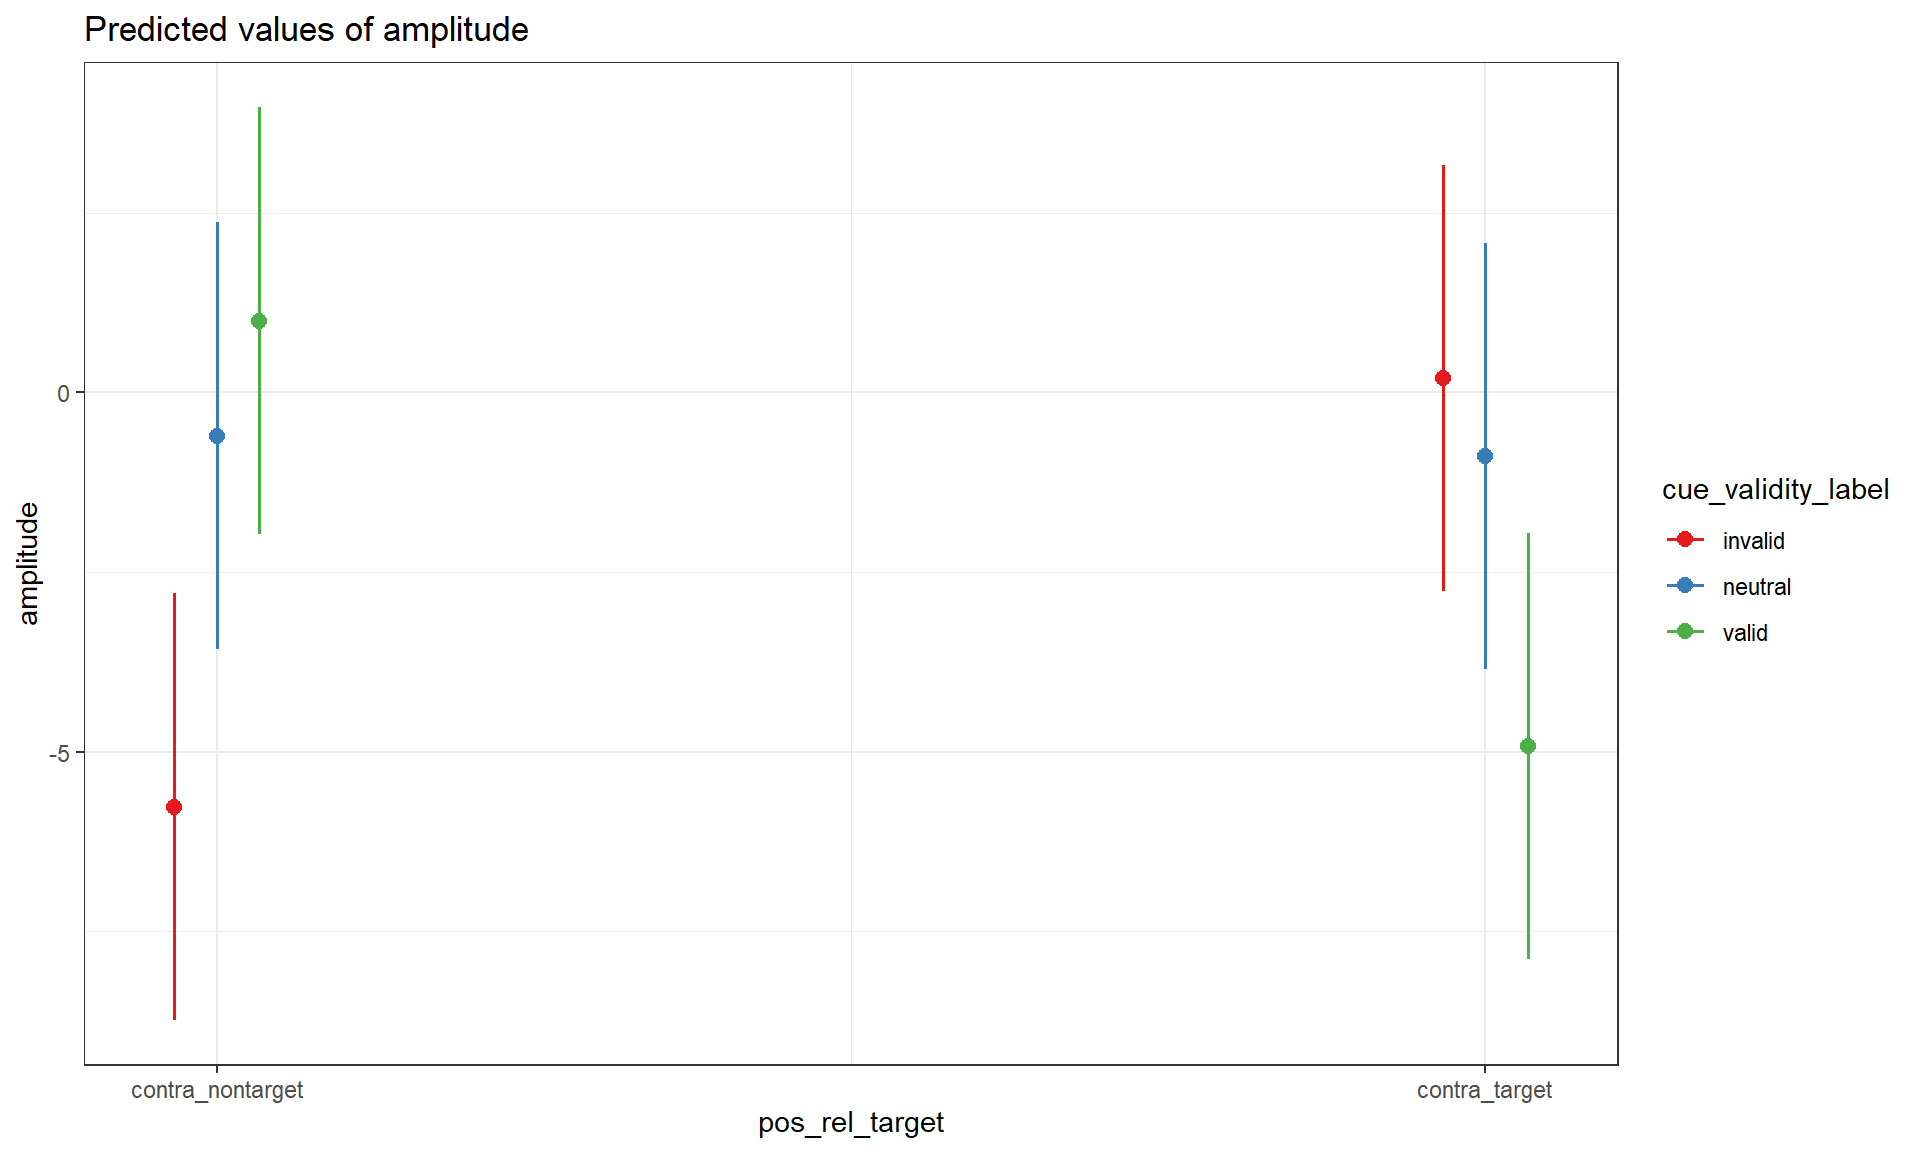 Predicted values of amplitude
amplitude
0
-5
contra_nontarget
contra_target
pos_rel_target
cue_validity_label
invalid
neutral
valid